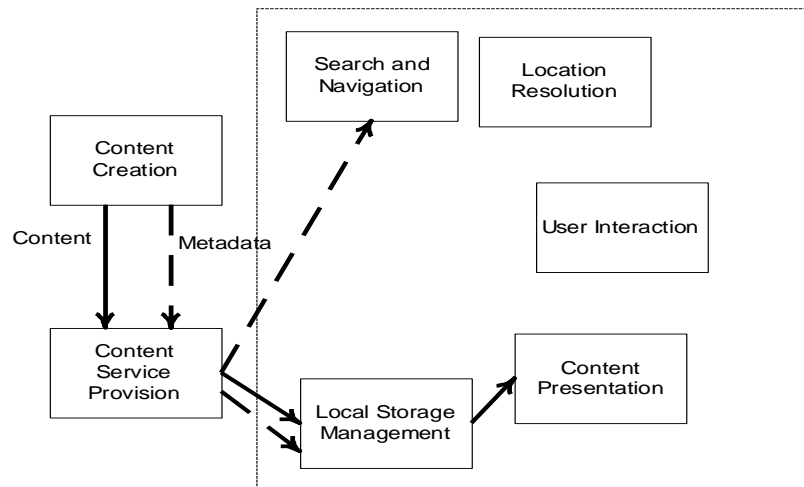 Search and
Navigation
Location
Resolution
Content
Creation
User Interaction
Content
Metadata
Content
Service
Provision
Content
Presentation
Local Storage
Management